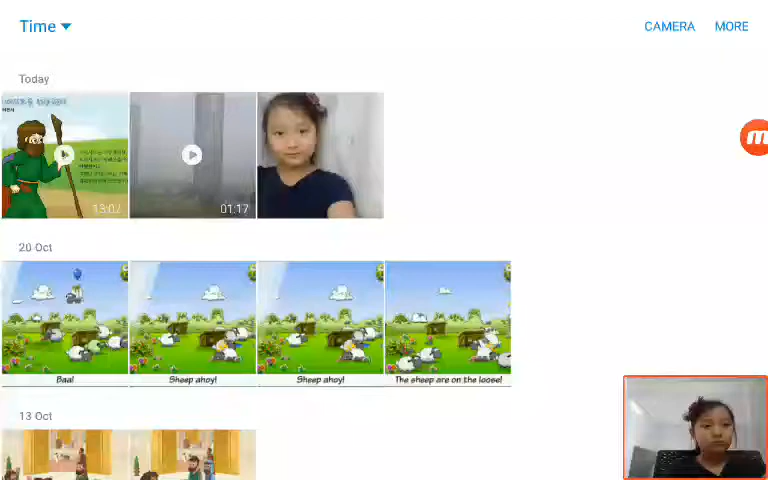 Time
CAMERA
MORE
Today
13:07
01:17
20 Oct
Baa!
Sheep ahoy!
Sheep ahoy!
The sheep are on the loose!
13 Oct